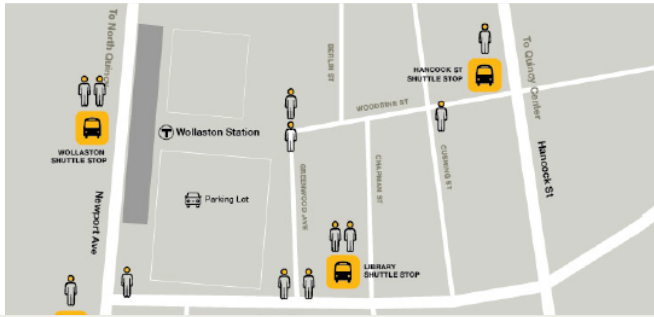 To North Quincy
BERLIN ST
To Quincy Center
HANCOCK ST
SHUTTLE STOP
WOODBINE ST
T Wollaston Station
WOLLASTON
SHUTTLE STOP
Hancock St
CUSHING ST
CHAPMAN ST
GREENWOOD AVE
Newport Ave
Parking Lot
LIBRARY
SHUTTLE STOP